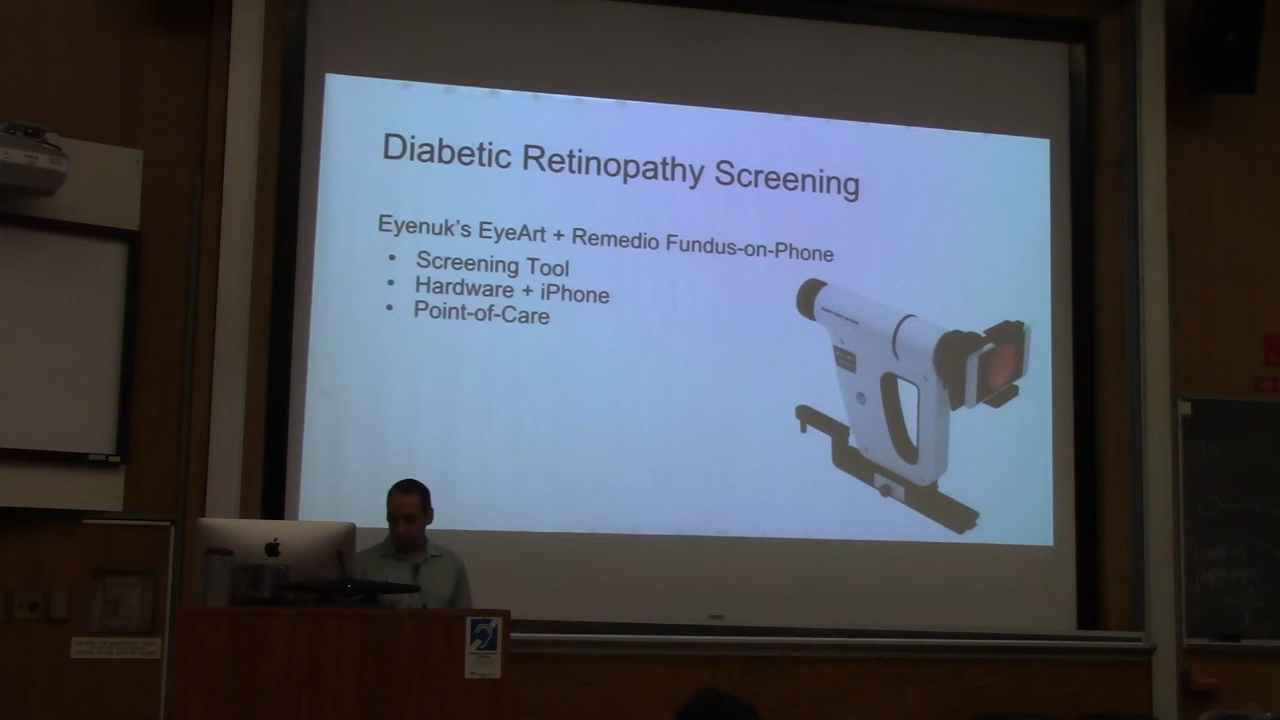 Diabetic Retinopathy Screening
Eyenuk's EyeArt + Remedio Fundus-on-Phone
• Screening Tool
• Hardware + iPhone
• Point-of-Care